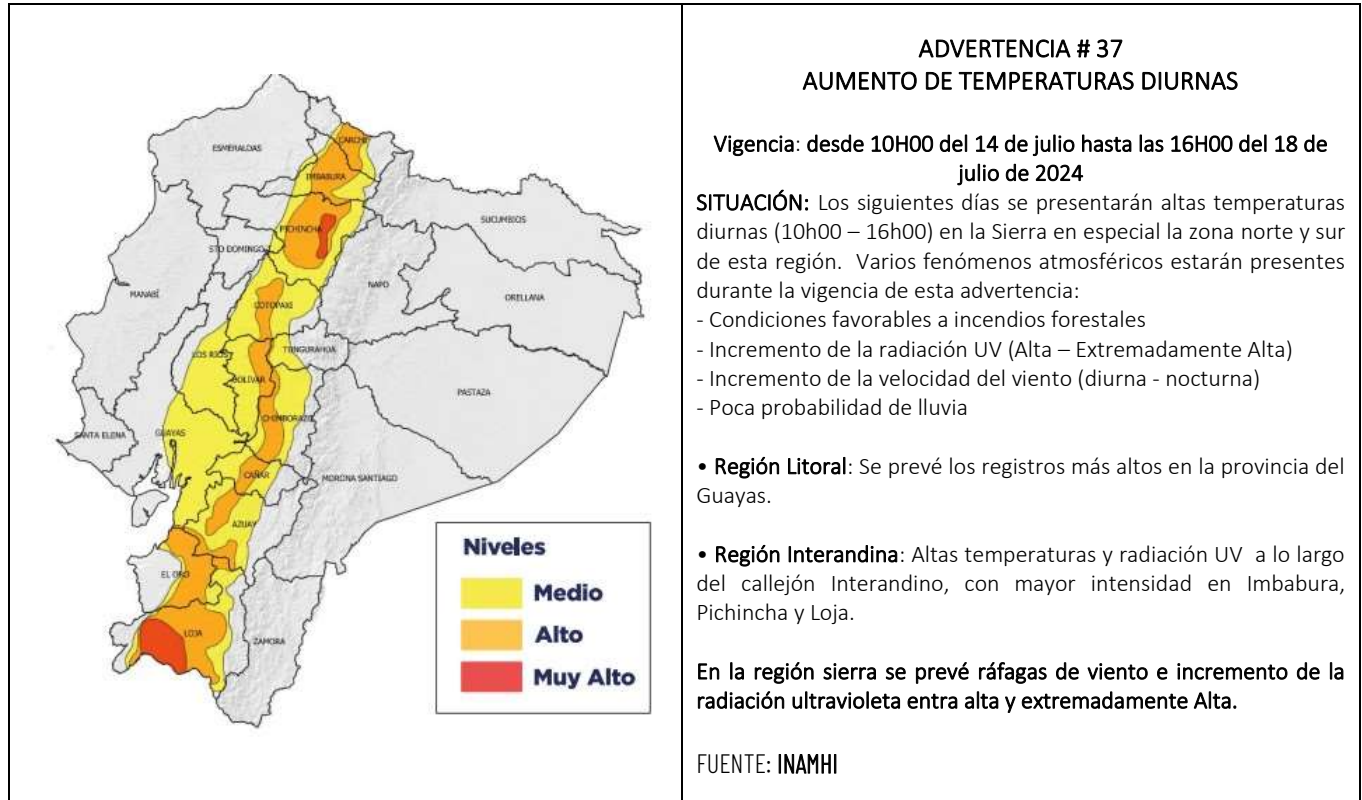 CARCHI
ESMERALDAS
IMBABURA
SUCUMBIOS
PICHINCHA
STO DOMINGO
NAPO
MANABÍ
ORELLANA
COTOPAXI
LOS RIOS
TUNGURAHUA
BOLIVAR
PASTAZA
CHIMBORAZO
SANTA ELENA
GUAYAS
CAÑAR
MORONA SANTIAGO
AZUAY
EL ORO
LOJA
ZAMORA
Niveles
Medio
Alto
Muy Alto
ADVERTENCIA # 37
AUMENTO DE TEMPERATURAS DIURNAS
Vigencia: desde 10H00 del 14 de julio hasta las 16H00 del 18 de
julio de 2024
SITUACIÓN: Los siguientes días se presentarán altas temperaturas
diurnas (10h00 – 16h00) en la Sierra en especial la zona norte y sur
de esta región. Varios fenómenos atmosféricos estarán presentes
durante la vigencia de esta advertencia:
- Condiciones favorables a incendios forestales
- Incremento de la radiación UV (Alta – Extremadamente Alta)
- Incremento de la velocidad del viento (diurna - nocturna)
- Poca probabilidad de lluvia
• Región Litoral: Se prevé los registros más altos en la provincia del
Guayas.
• Región Interandina: Altas temperaturas y radiación UV a lo largo
del callejón Interandino, con mayor intensidad en Imbabura,
Pichincha y Loja.
En la región sierra se prevé ráfagas de viento e incremento de la
radiación ultravioleta entra alta y extremadamente Alta.
FUENTE: INAMHI